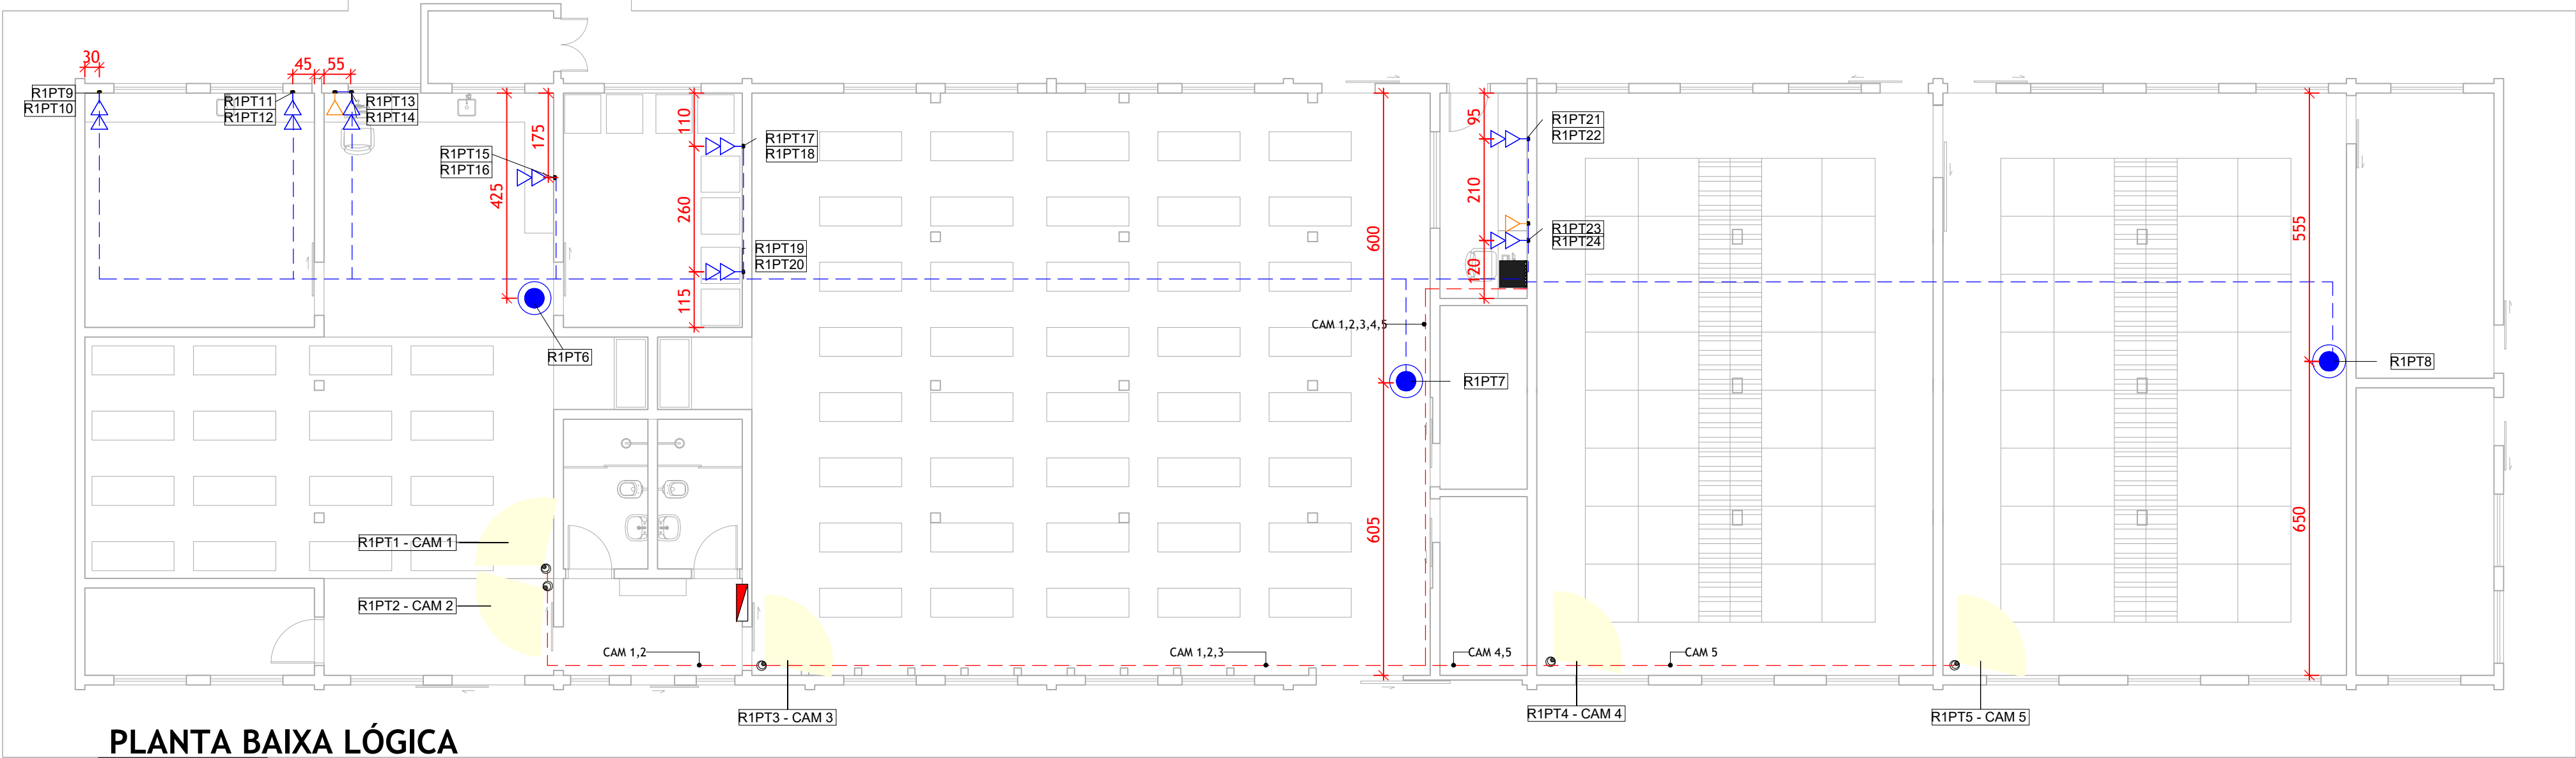 30
45
55
R1PT9
R1PT10
R1PT11
R1PT12
R1PT13
R1PT14
R1PT15
R1PT16
175
425
110
260
115
R1PT17
R1PT18
R1PT19
R1PT20
R1PT6
600
605
95
210
120
R1PT21
R1PT22
R1PT23
R1PT24
555
650
CAM 1,2,3,4,5
R1PT7
R1PT8
R1PT1 - CAM 1
R1PT2 - CAM 2
CAM 1,2
CAM 1,2,3
CAM 4,5
CAM 5
R1PT3 - CAM 3
R1PT4 - CAM 4
R1PT5 - CAM 5
PLANTA BAIXA LÓGICA